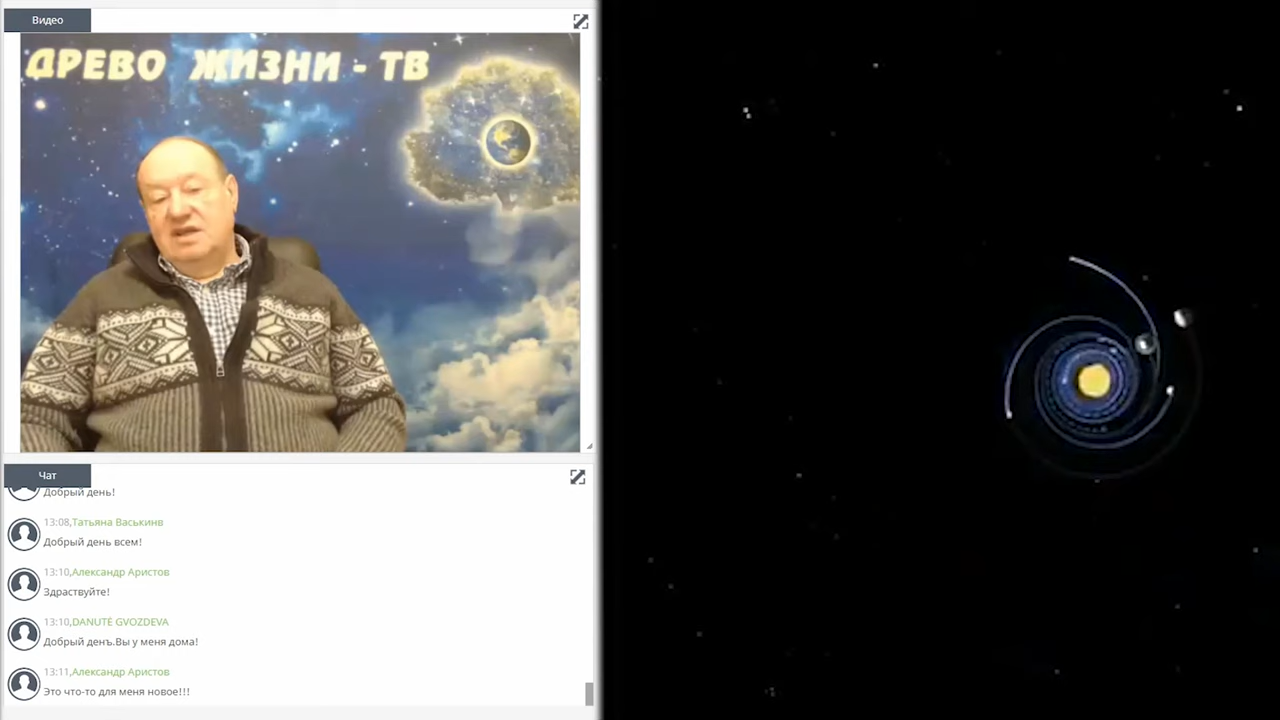 Видео
ДРЕВО ЖИЗНИ - ТВ
Чат
Добрый день!
13:08,Татьяна Васькинв
Добрый день всем!
13:10,Александр Аристов
Здраствуйте!
13:10,DANUTĖ GVOZDEVA
Добрый денъ.Вы у меня дома!
13:11,Александр Аристов
Это что-то для меня новое!!!